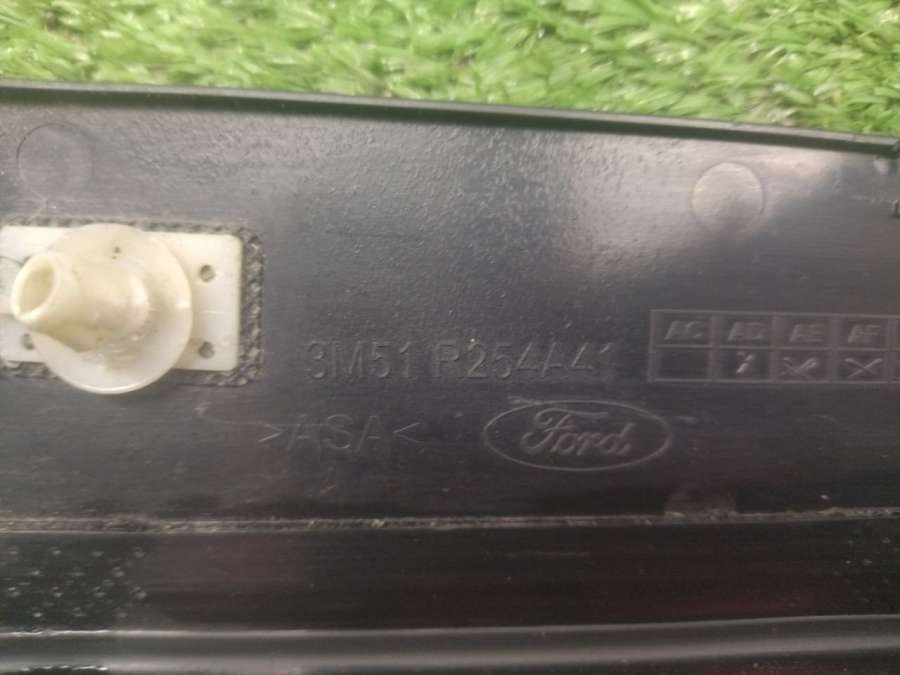 AC AD AE AF
3M51 R254A41
>ASA<
Ford